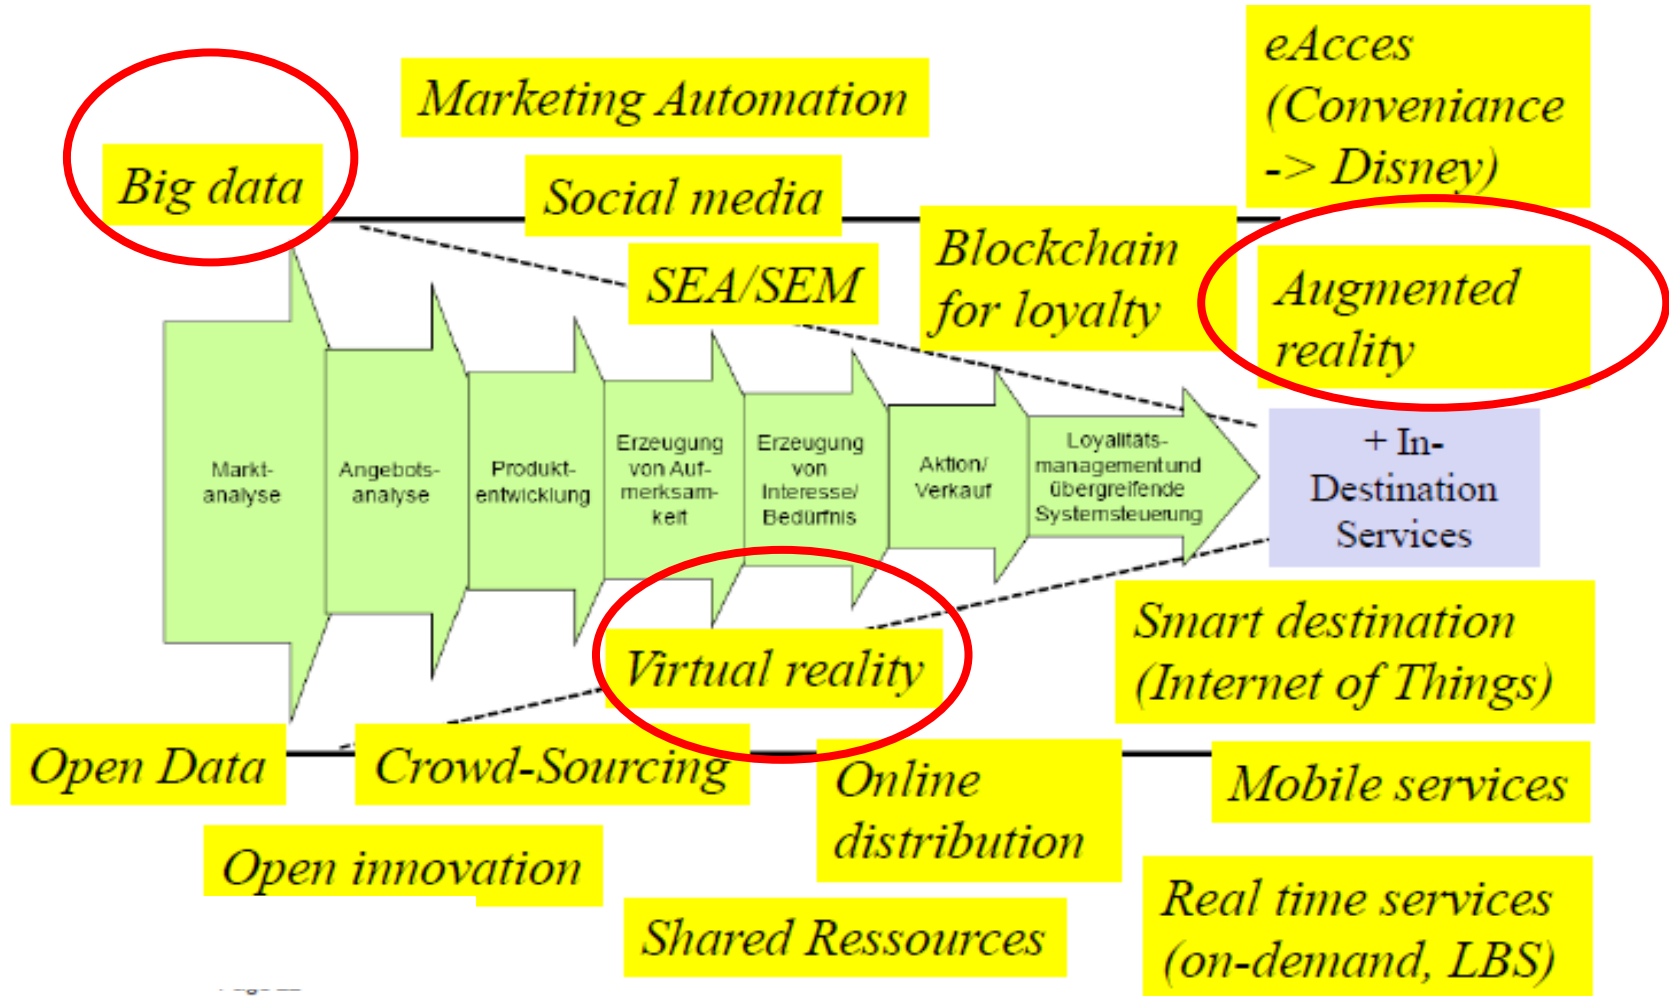 eAcces
(Conveniance
-> Disney)
Marketing Automation
Big data
Social media
Blockchain
for loyalty
SEA/SEM
Augmented
reality
Markt-
analyse
Angebots-
analyse
Produkt-
entwicklung
Erzeugung
von Auf-
merksam-
keit
Erzeugung
von
Interesse/
Bedürfnis
Aktion/
Verkauf
Loyalitäts-
management und
übergreifende
Systemsteuerung
+ In-
Destination
Services
Virtual reality
Smart destination
(Internet of Things)
Open Data
Crowd-Sourcing
Online
distribution
Mobile services
Open innovation
Shared Ressources
Real time services
(on-demand, LBS)